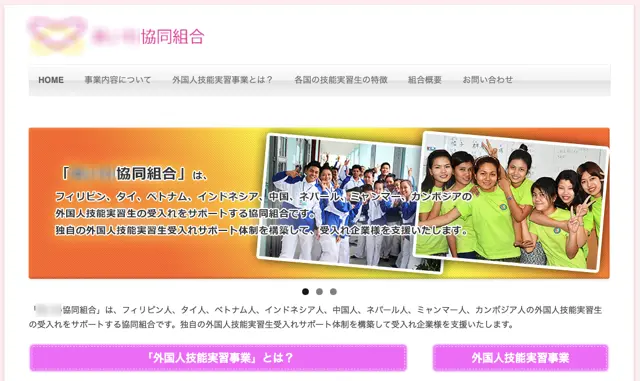 協同組合
HOME 事業内容について 外国人技能実習事業とは？ 各国の技能実習生の特徴 組合概要 お問い合わせ
「協同組合」は、
フィリピン、タイ、ベトナム、インドネシア、中国、ネパール、ミャンマー、カンボジアの
外国人技能実習生の受入れをサポートする協同組合です。
独自の外国人技能実習生受入れサポート体制を構築して、受入れ企業様を支援いたします。
「協同組合」は、フィリピン人、タイ人、ベトナム人、インドネシア人、中国人、ネパール人、ミャンマー人、カンボジア人の外国人技能実習生
の受入れをサポートする協同組合です。独自の外国人技能実習生受入れサポート体制を構築して受入れ企業様を支援いたします。
「外国人技能実習事業」とは？ 外国人技能実習事業